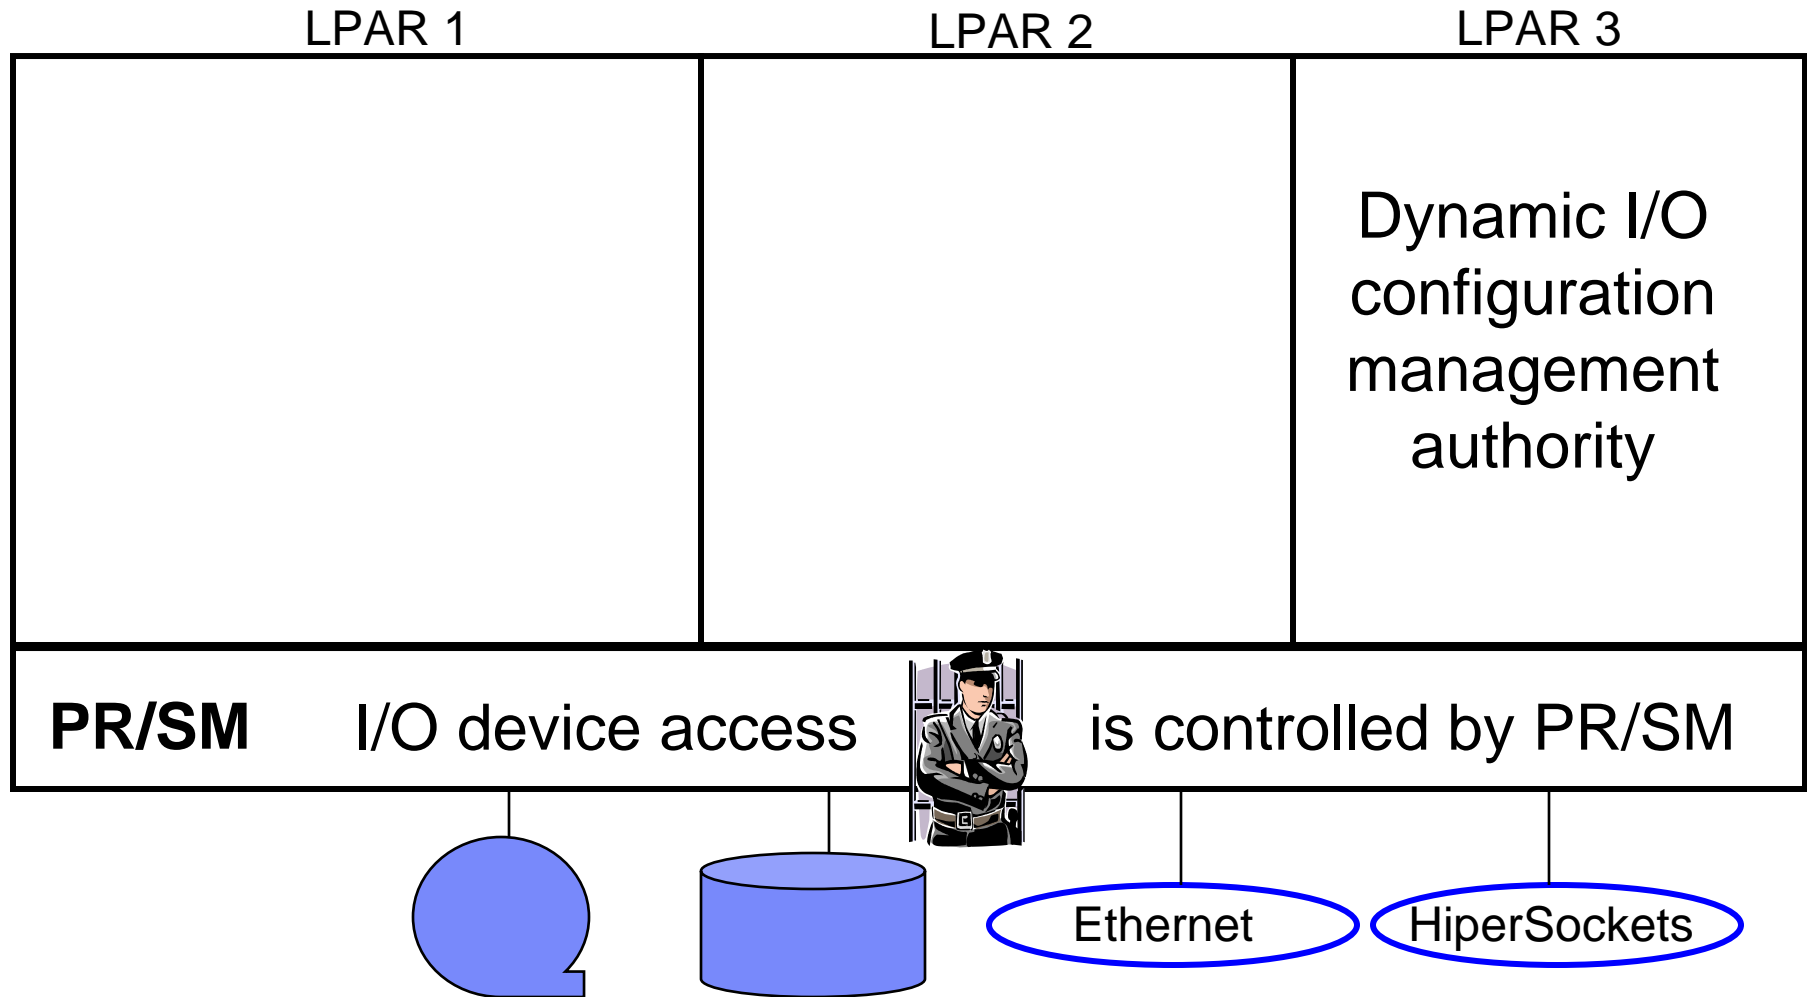 LPAR 1
LPAR 2
LPAR 3
Dynamic I/O
configuration
management
authority
PR/SM I/O device access is controlled by PR/SM
Ethernet
HiperSockets